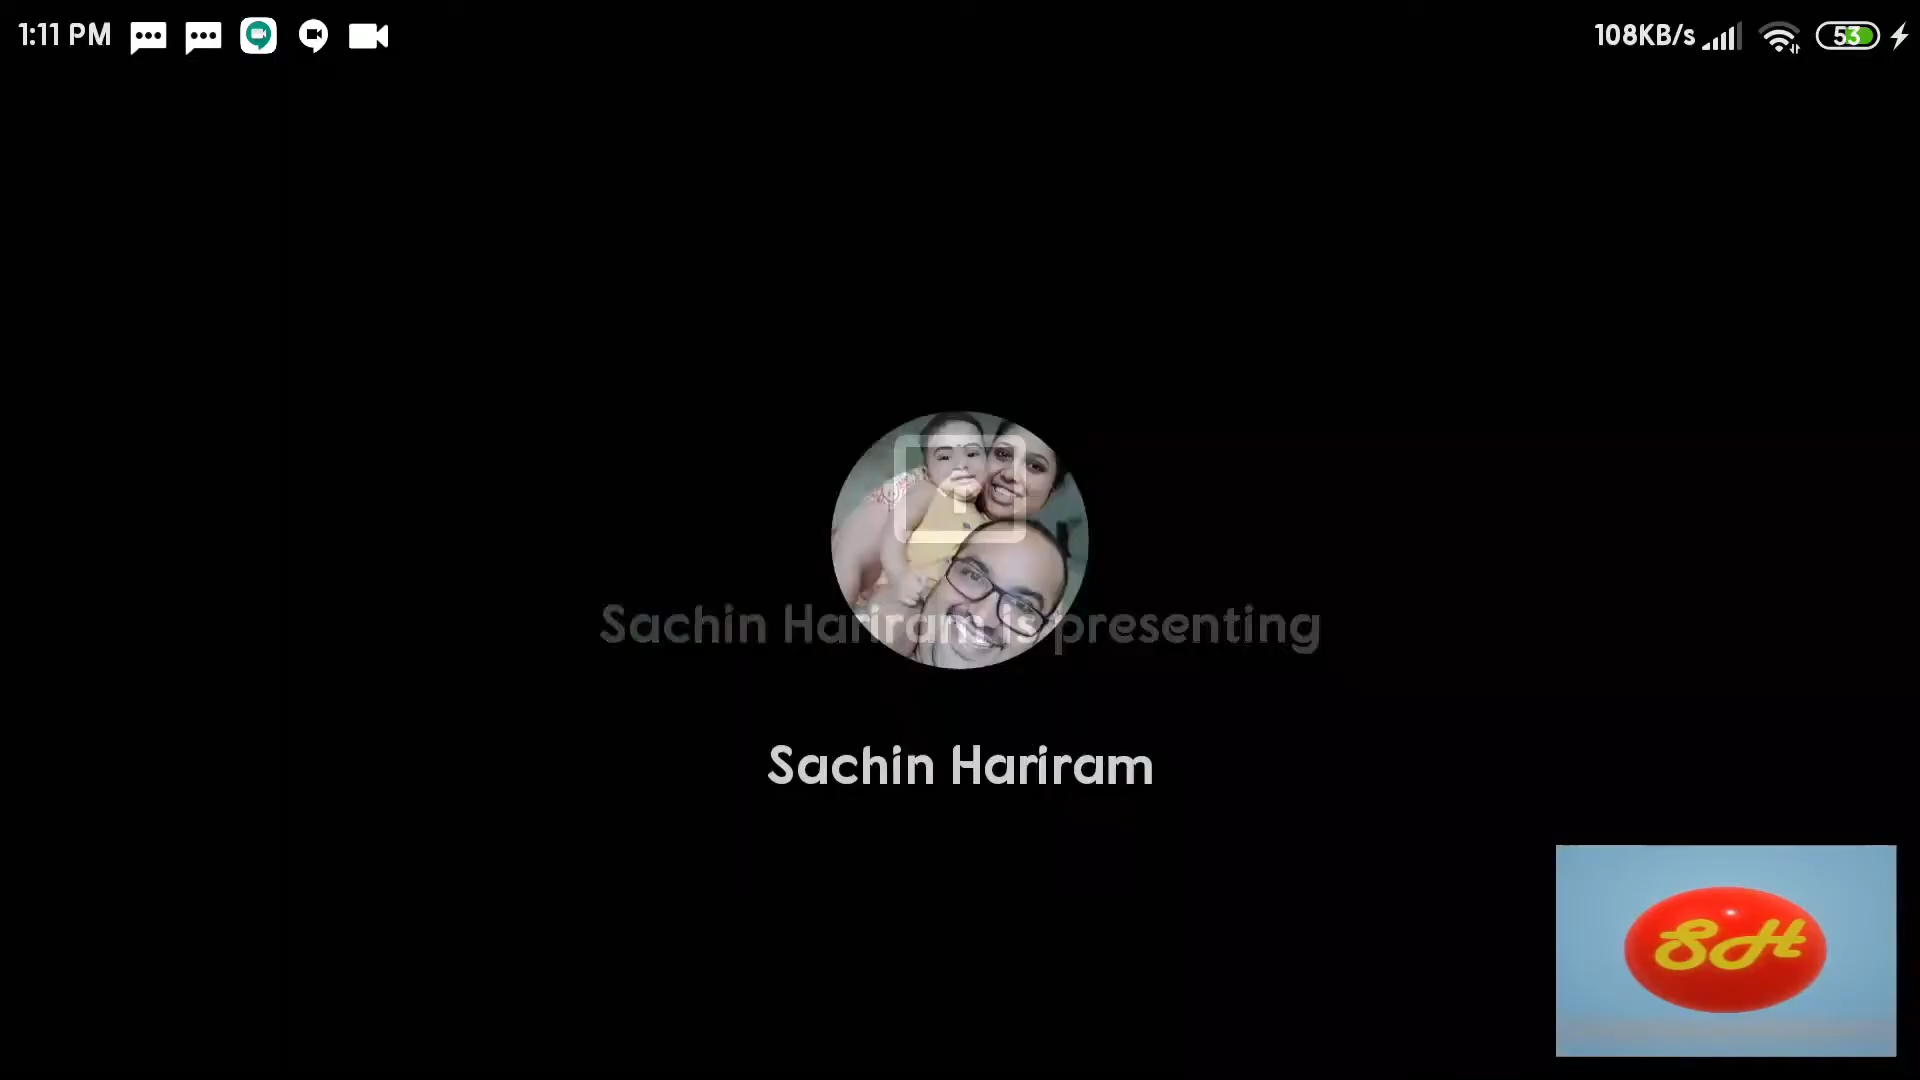 1:11 PM
108KB/s
53
Sachin Hariram is presenting
Sachin Hariram
SH